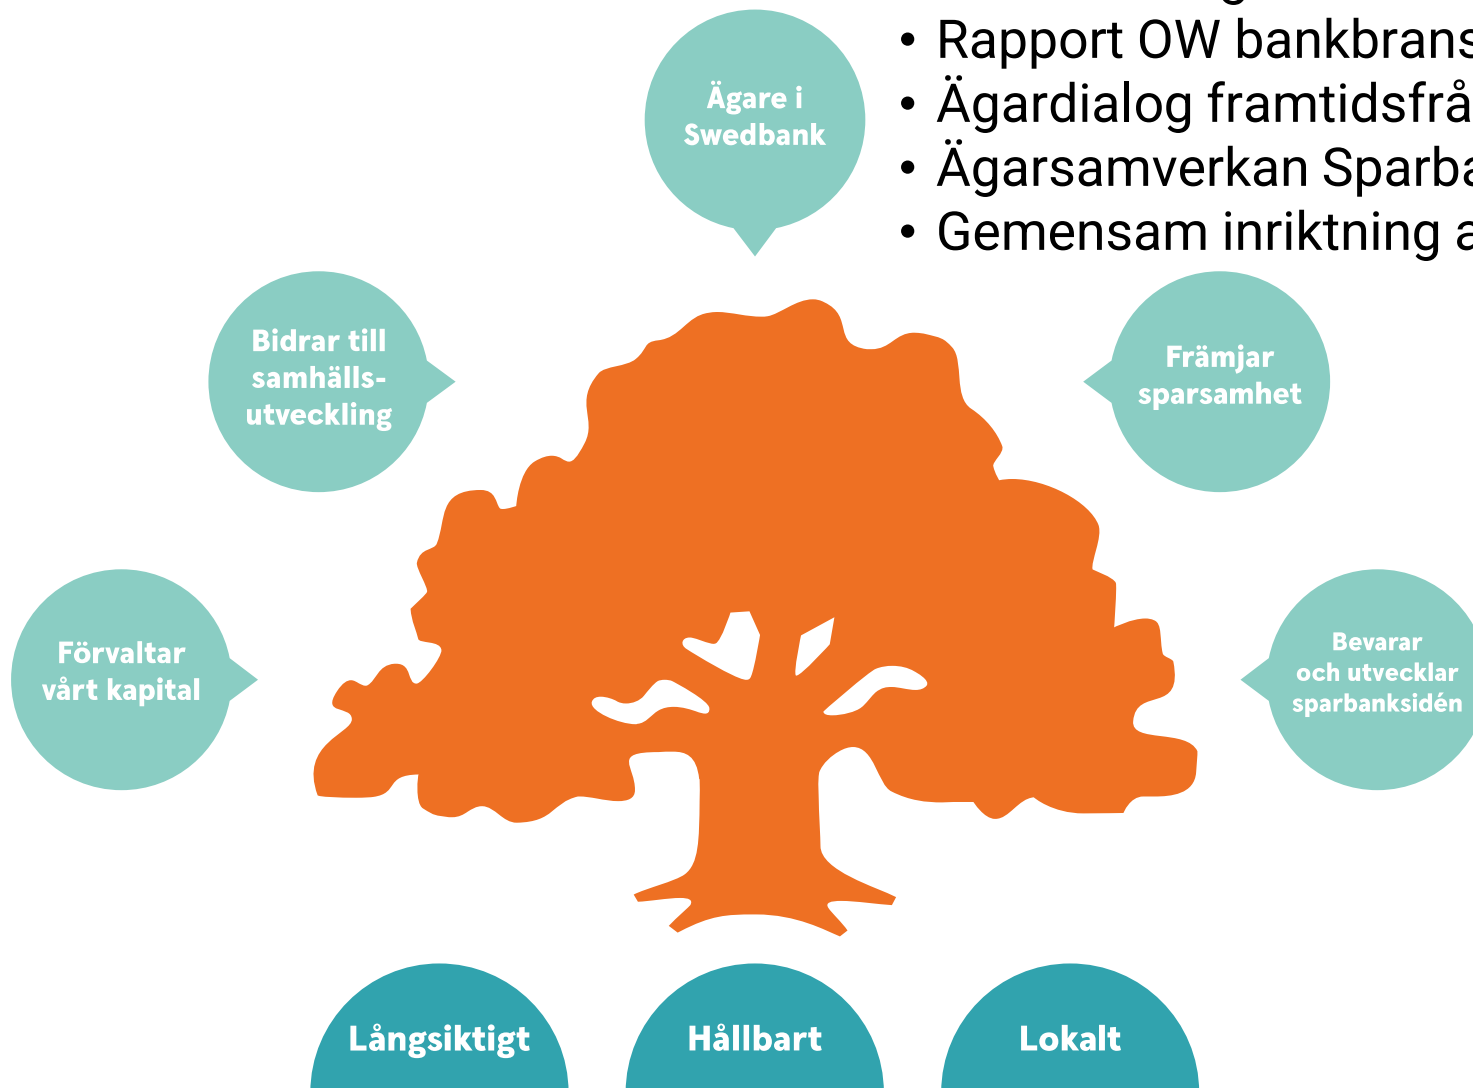 • Rapport OW bankbrans
• Ägardialog framtidsfrå
• Ägarsamverkan Sparba
• Gemensam inriktning a
Ägare i
Swedbank
Bidrar till
samhälls-
utveckling
Främjar
sparsamhet
Förvaltar
vårt kapital
Bevarar
och utvecklar
sparbanksidén
Långsiktigt
Hållbart
Lokalt